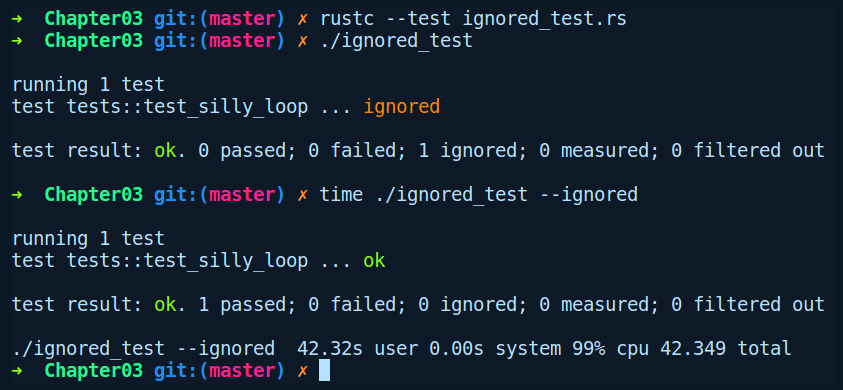 ➜  Chapter03 git:(master) ✗ rustc --test ignored_test.rs
➜  Chapter03 git:(master) ✗ ./ignored_test
running 1 test
test tests::test_silly_loop ... ignored
test result: ok. 0 passed; 0 failed; 1 ignored; 0 measured; 0 filtered out
➜  Chapter03 git:(master) ✗ time ./ignored_test --ignored
running 1 test
test tests::test_silly_loop ... ok
test result: ok. 1 passed; 0 failed; 0 ignored; 0 measured; 0 filtered out
./ignored_test --ignored  42.32s user 0.00s system 99% cpu 42.349 total
➜  Chapter03 git:(master) ✗